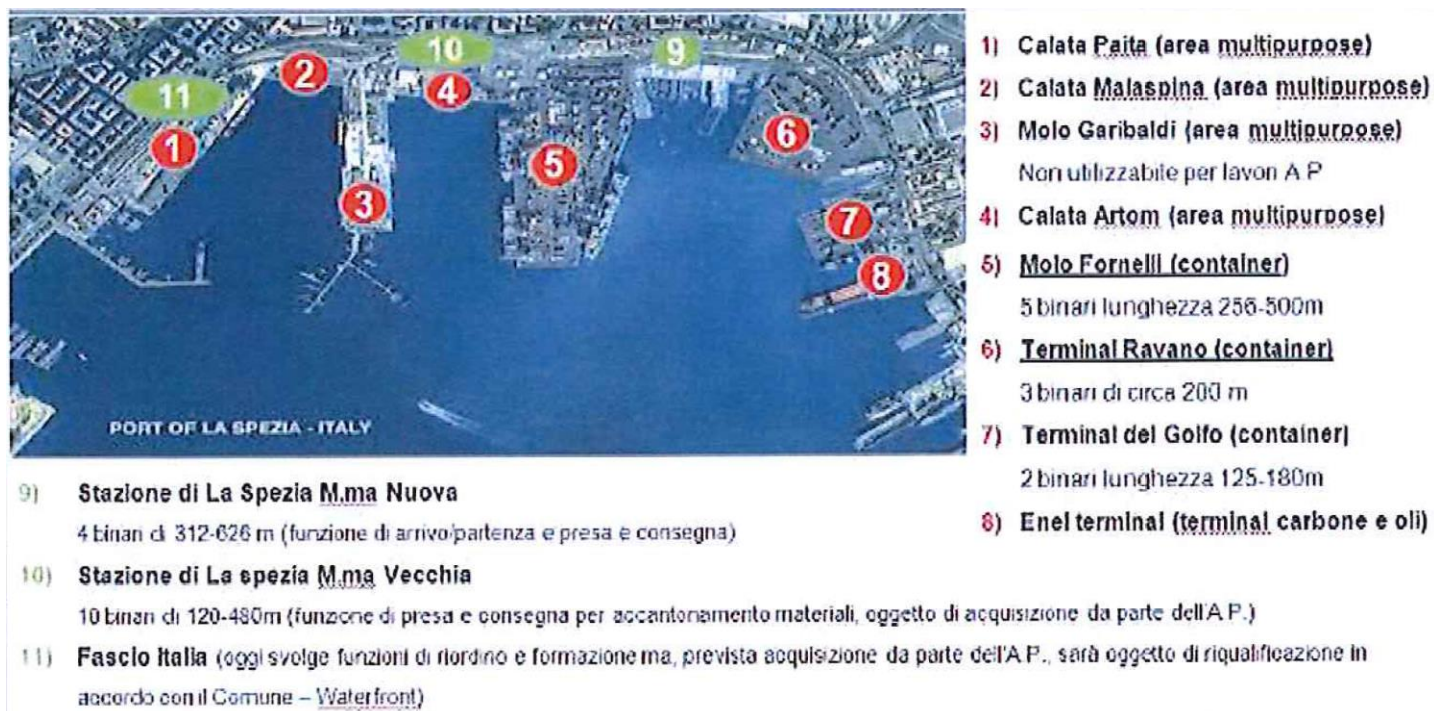 11
2
10
4
9
1
3
5
6
7
8
PORT OF LA SPEZIA - ITALY
1) Calata Paita (area multipurpose)
2) Calata Malaspina (area multipurpose)
3) Molo Garibaldi (area multipurpose)
Non utilizzabile per lavori A P
4) Calata Artom (area multipurpose)
5) Molo Fornelli (container)
5 binari lunghezza 256-500m
6) Terminal Ravano (container)
3 binari di circa 200 m
7) Terminal del Golfo (container)
2 binari lunghezza 125-180m
8) Enel terminal (terminal carbone e oli)
9) Stazione di La Spezia M.ma Nuova
4 binari di 312-626 m (funzione di arrivo/partenza e presa e consegna)
10) Stazione di La spezia M.ma Vecchia
10 binari di 120-480m (funzione di presa e consegna per accantonamento materiali, oggetto di acquisizione da parte dell'A P.)
11) Fascio Italia (oggi svolge funzioni di riordino e formazione ma, prevista acquisizione da parte dell'A P., sarà oggetto di riqualificazione in
accordo con il Comune – Waterfront)